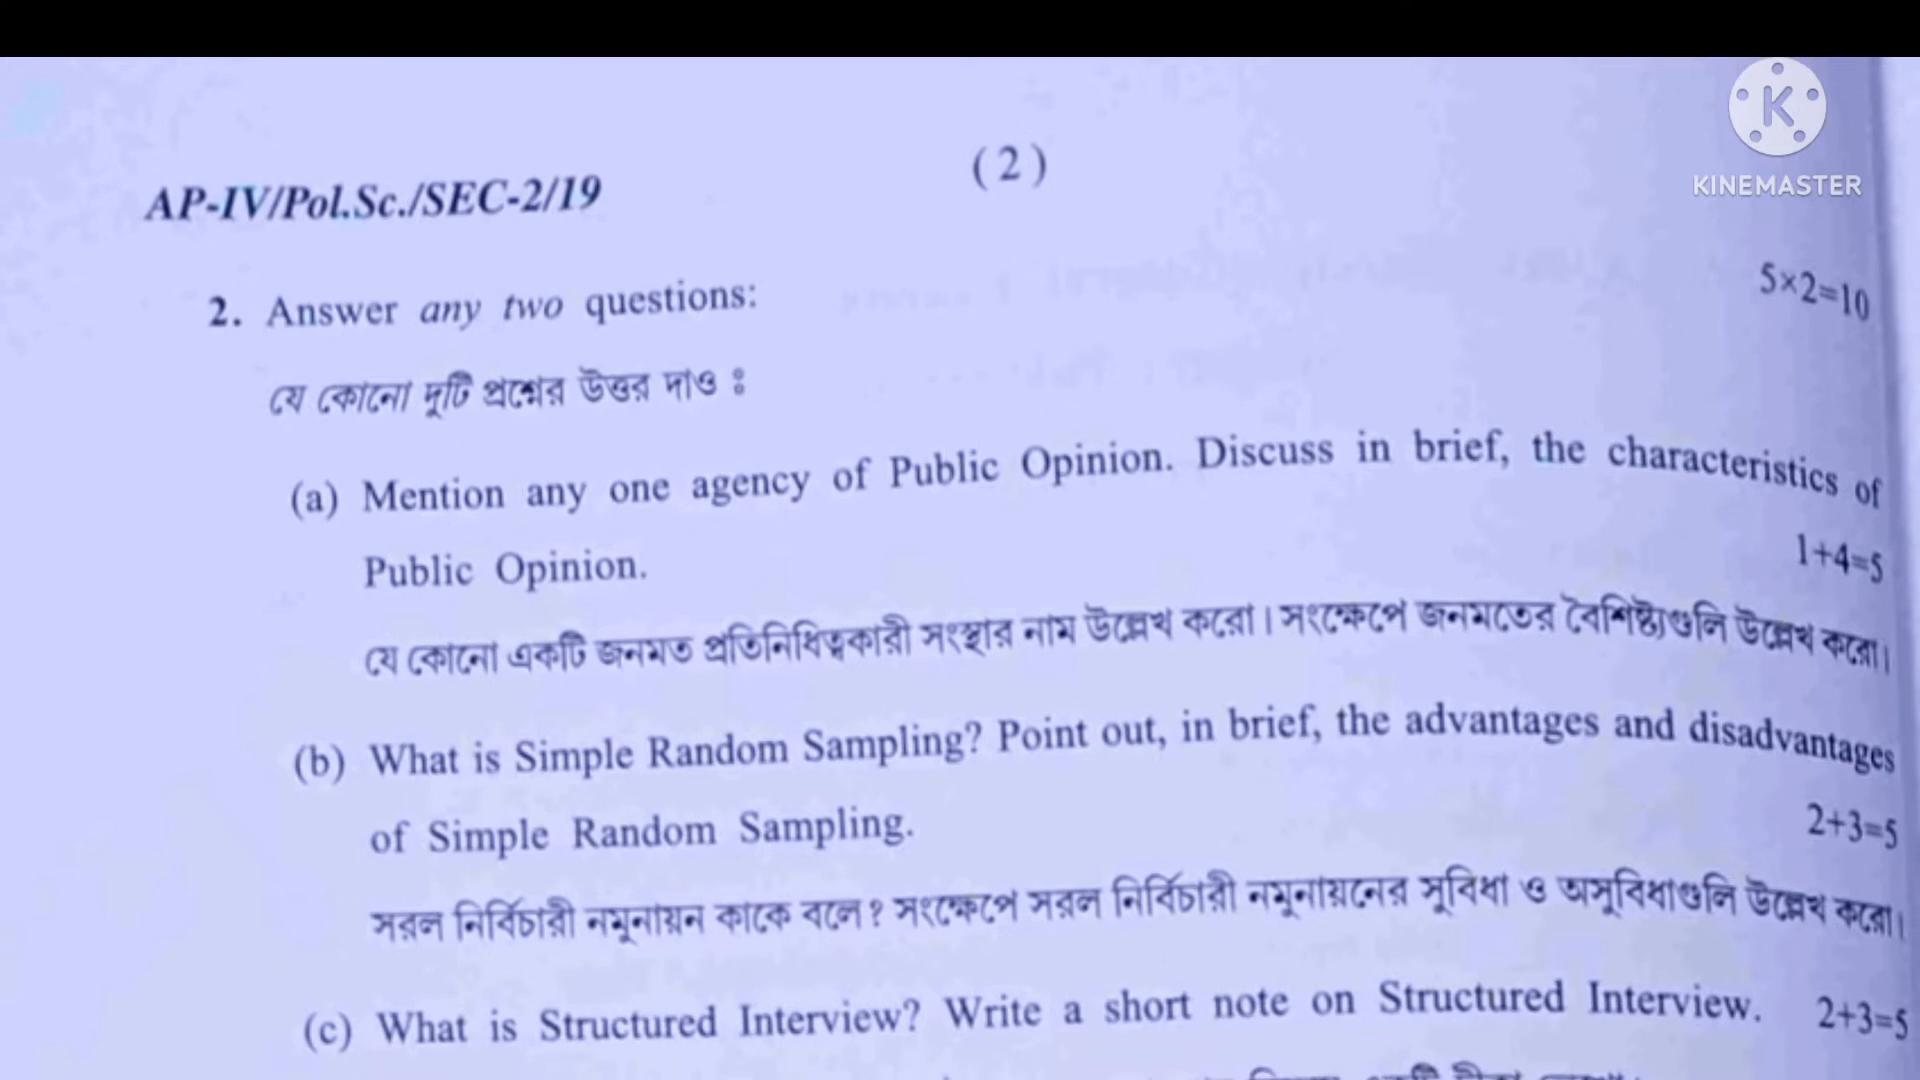 KINEMASTER
(2)
AP-IV/Pol.Sc./SEC-2/19
2. Answer any two questions: 5×2=10
যে কোনো দুটি প্রশ্নের উত্তর দাও ঃ
(a) Mention any one agency of Public Opinion. Discuss in brief, the characteristics of
Public Opinion. 1+4=5
যে কোনো একটি জনমত প্রতিনিধিত্বকারী সংস্থার নাম উল্লেখ করো। সংক্ষেপে জনমতের বৈশিষ্ট্যগুলি উল্লেখ করো।
(b) What is Simple Random Sampling? Point out, in brief, the advantages and disadvantages
of Simple Random Sampling. 2+3=5
সরল নির্বিচারী নমূনায়ন কাকে বলে? সংক্ষেপে সরল নির্বিচারী নমূনায়নের সুবিধা ও অসুবিধাগুলি উল্লেখ করো।
(c) What is Structured Interview? Write a short note on Structured Interview. 2+3=5